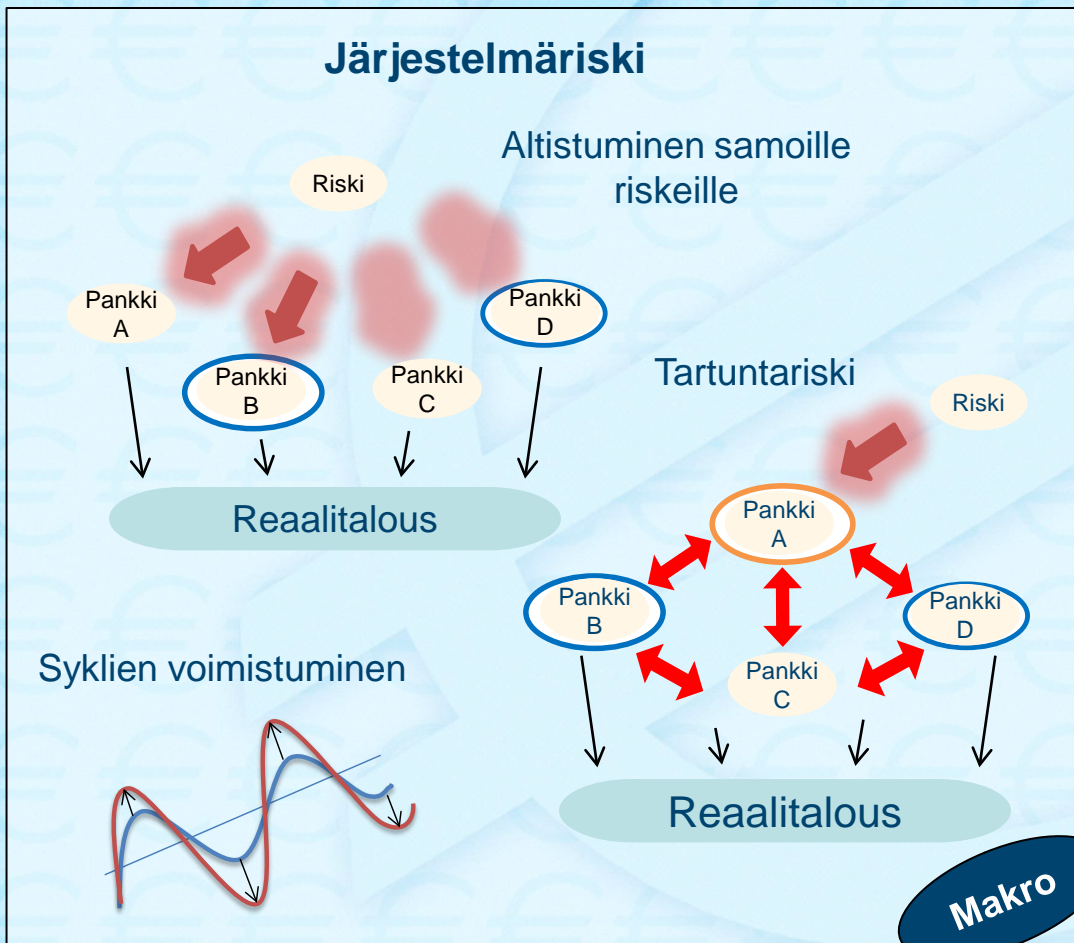 Järjestelmäriski
Altistuminen samoille
riskeille
Riski
Pankki
A
Pankki
B
Pankki
C
Pankki
D
Reaalitalous
Tartuntariski
Riski
Pankki
A
Pankki
B
Pankki
C
Pankki
D
Reaalitalous
Syklien voimistuminen
Makro